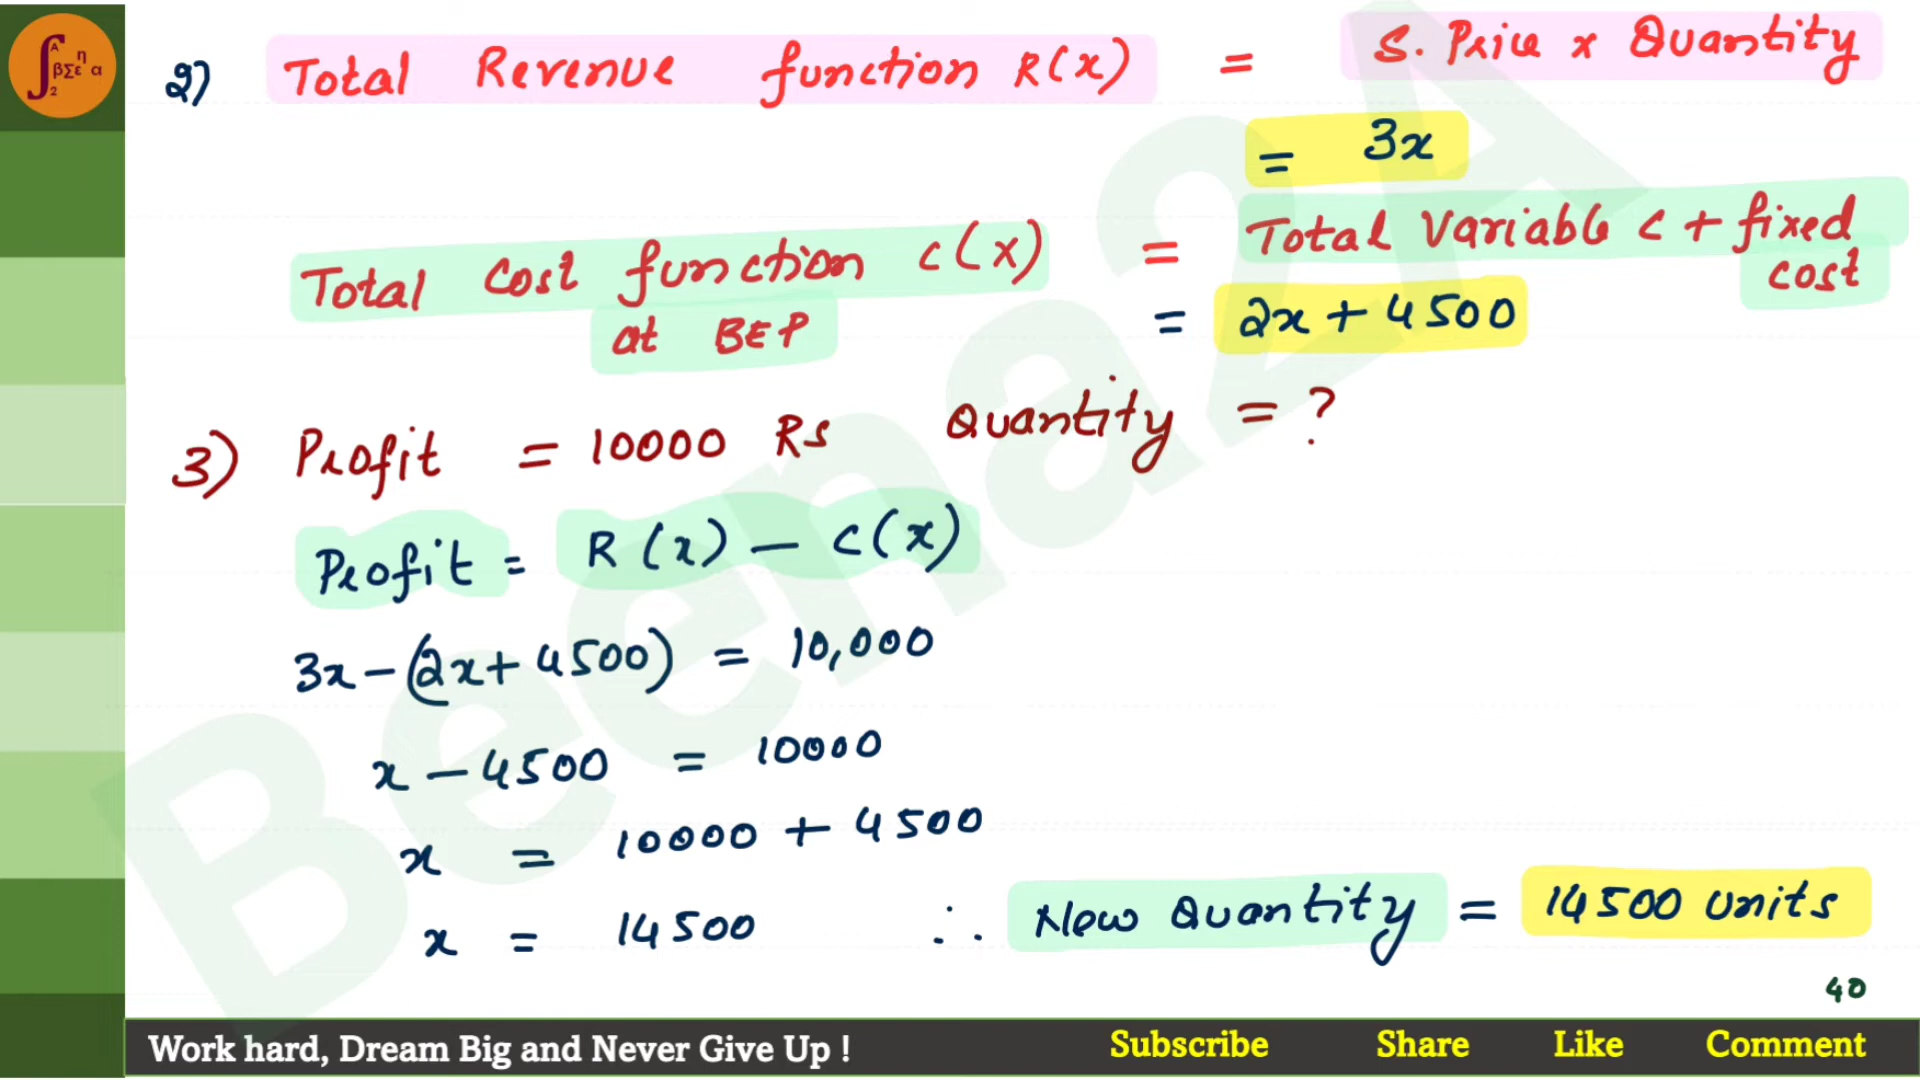 2) Total Revenue function R(x) = S. Price x Quantity
= 3x
Total Cost function C(x) = Total Variable C + fixed cost
at BEP = 2x + 4500
3) Profit = 10000 Rs Quantity = ?
Profit = R(x) - C(x)
3x - (2x + 4500) = 10,000
x - 4500 = 10000
x = 10000 + 4500
x = 14500 ∴ New Quantity = 14500 units
40
Work hard, Dream Big and Never Give Up ! Subscribe Share Like Comment
Beena2A